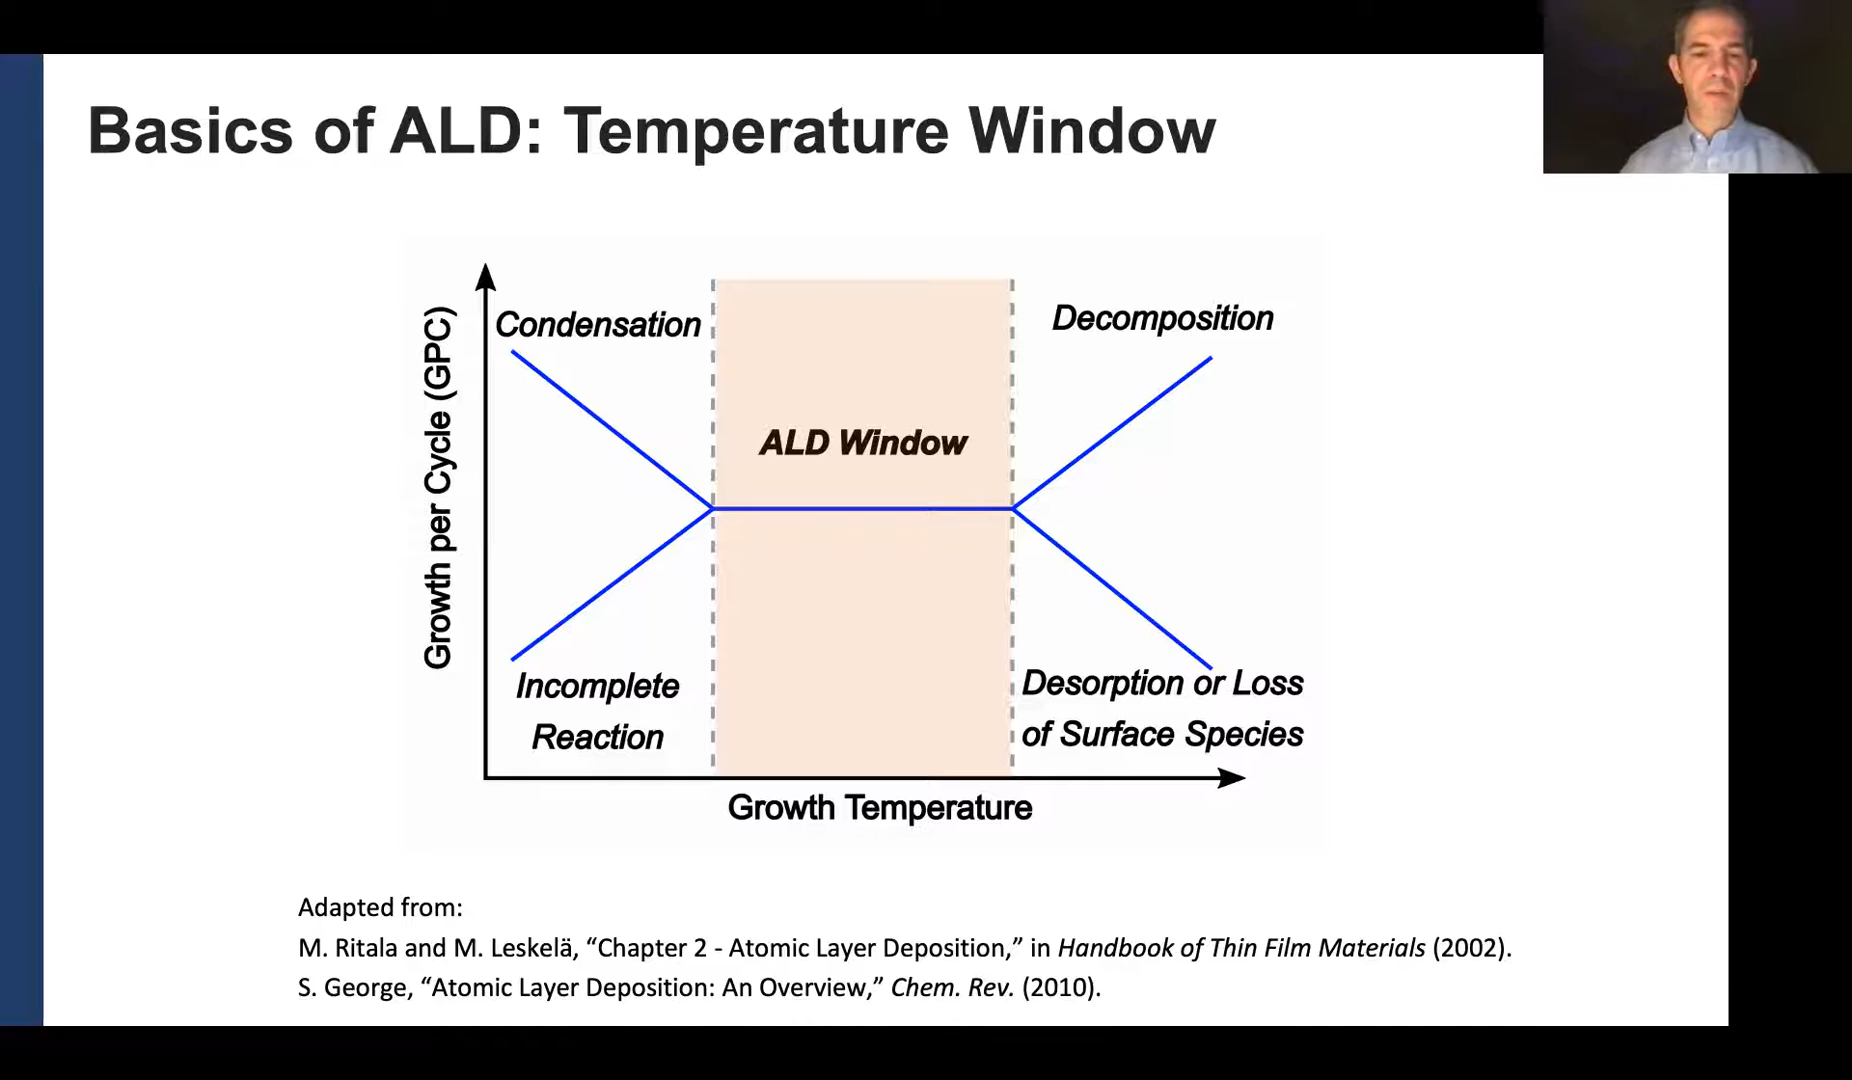 Basics of ALD: Temperature Window
Growth per Cycle (GPC)
Condensation
Decomposition
ALD Window
Incomplete
Reaction
Desorption or Loss
of Surface Species
Growth Temperature
Adapted from:
M. Ritala and M. Leskelä, “Chapter 2 - Atomic Layer Deposition,” in Handbook of Thin Film Materials (2002).
S. George, “Atomic Layer Deposition: An Overview,” Chem. Rev. (2010).